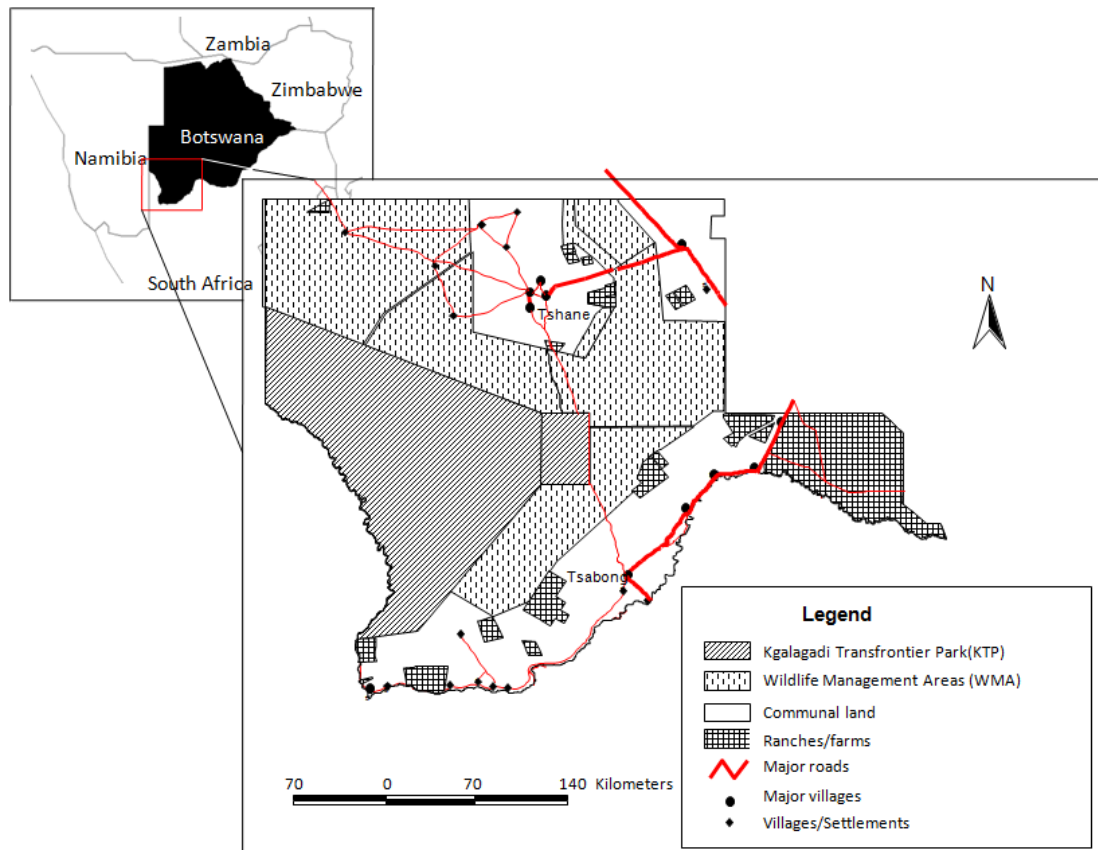 Zambia
Zimbabwe
Botswana
Namibia
South Africa
N
Tshane
Tsabong
Legend
Kgalagadi Transfrontier Park(KTP)
Wildlife Management Areas (WMA)
Communal land
Ranches/farms
Major roads
Major villages
Villages/Settlements
70 0 70 140 Kilometers